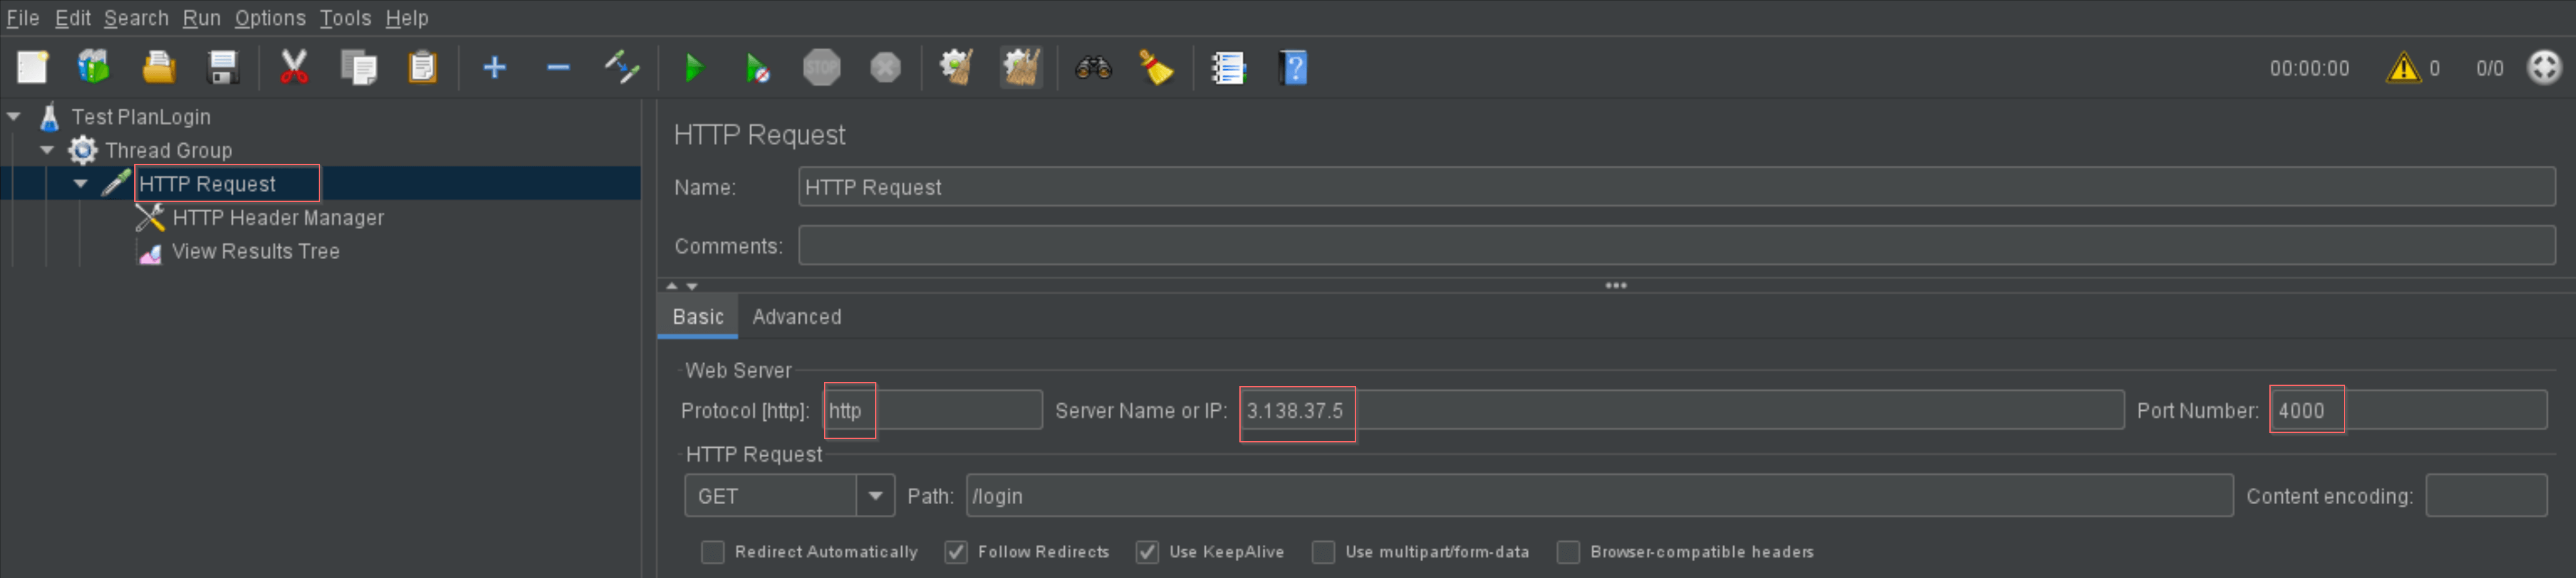 File Edit Search Run Options Tools Help
STOP
?
00:00:00 0 0/0
Test PlanLogin
Thread Group
HTTP Request
HTTP Header Manager
View Results Tree
HTTP Request
Name: HTTP Request
Comments:
Basic Advanced
Web Server
Protocol [http]: http Server Name or IP: 3.138.37.5 Port Number: 4000
HTTP Request
GET Path: /login Content encoding:
Redirect Automatically Follow Redirects Use KeepAlive Use multipart/form-data Browser-compatible headers